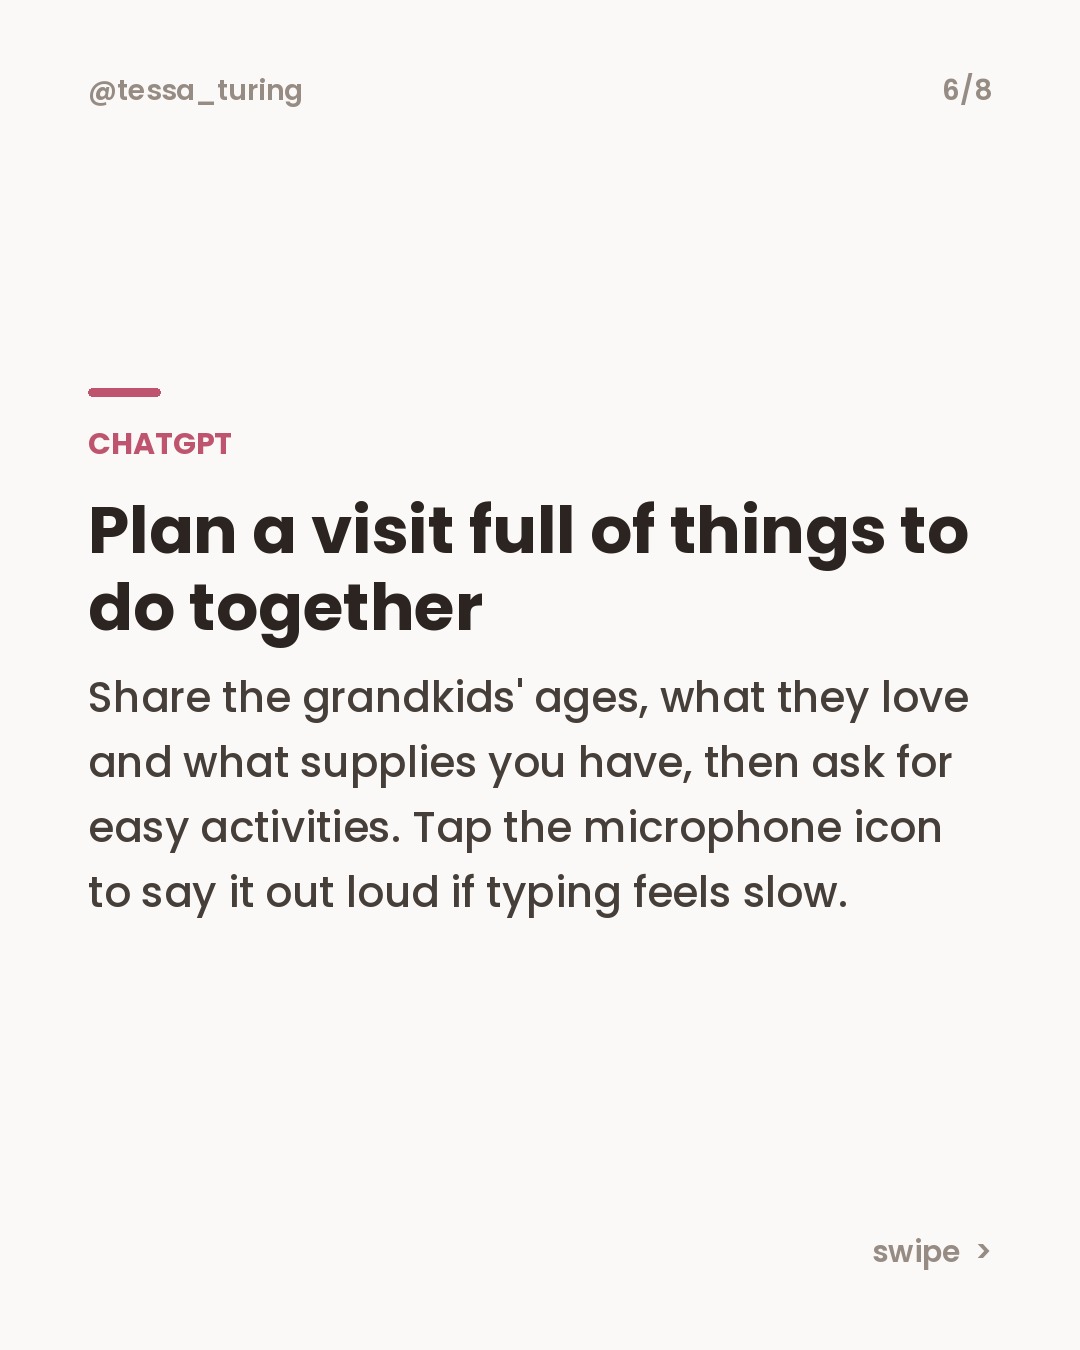 @tessa_turing
6/8
CHATGPT
Plan a visit full of things to
do together
Share the grandkids' ages, what they love
and what supplies you have, then ask for
easy activities. Tap the microphone icon
to say it out loud if typing feels slow.
swipe >